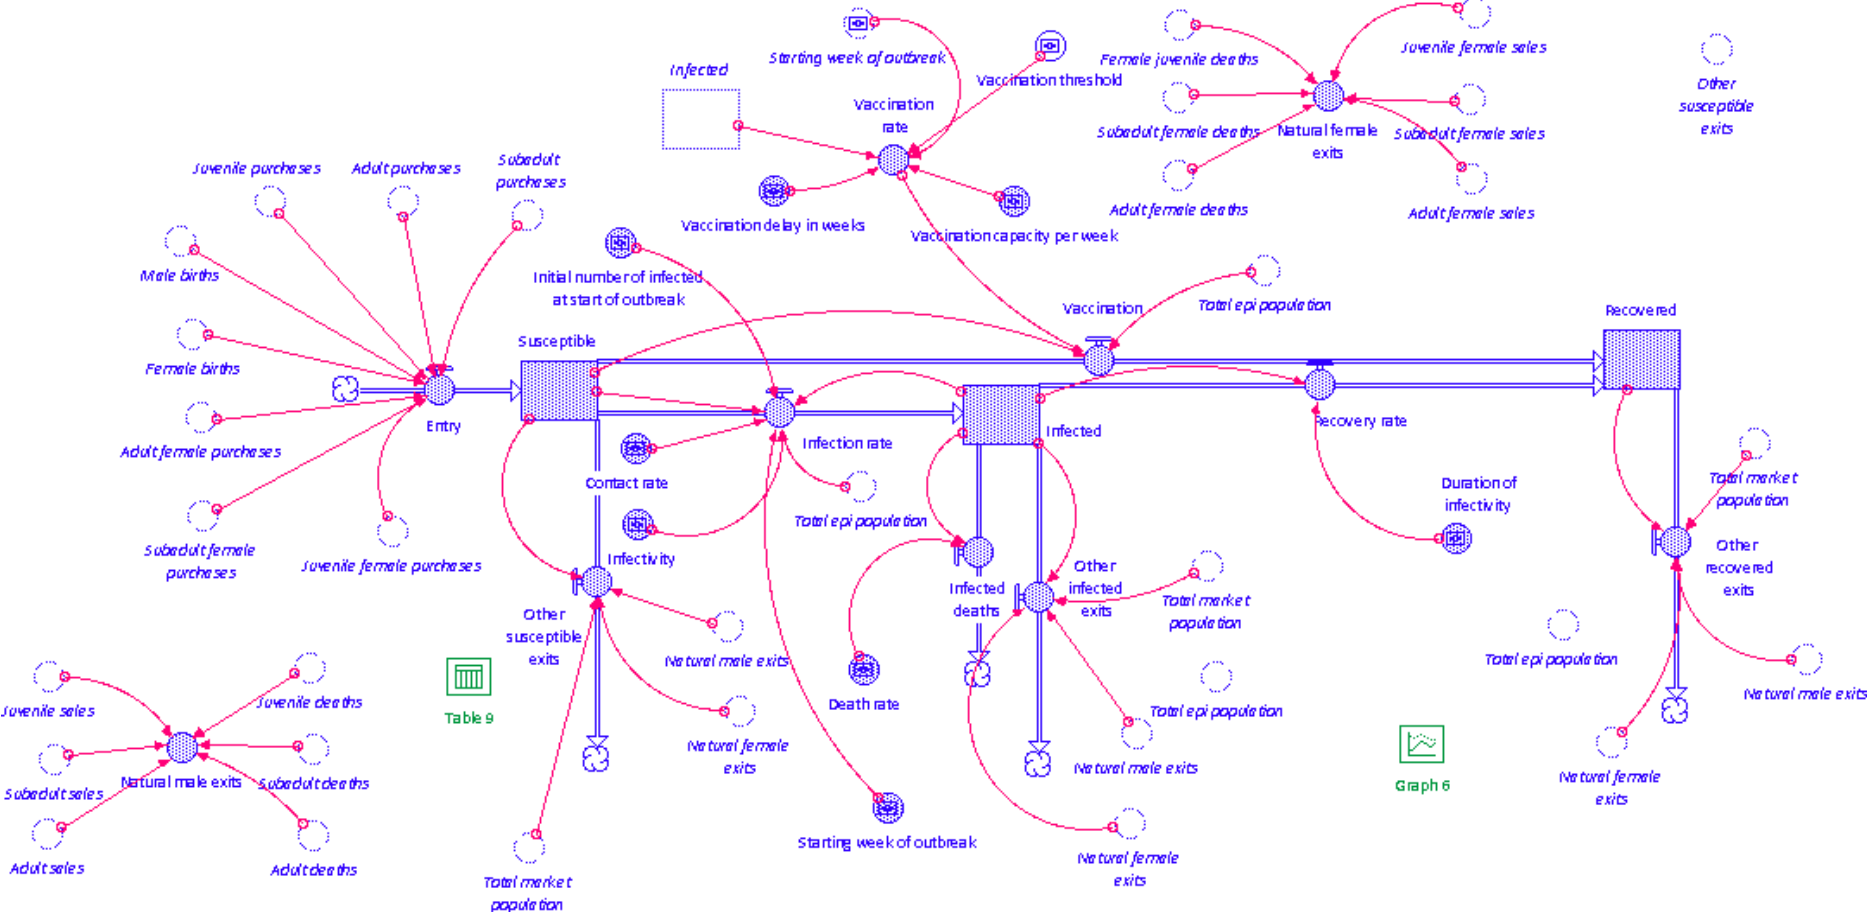 Starting week of outbreak
Vaccination threshold
Infected
Vaccination
rate
Vaccination delay in weeks
Vaccination capacity per week
Female juvenile deaths
Juvenile female sales
Subadult female deaths
Natural female
exits
Subadult female sales
Adult female deaths
Adult female sales
Other
susceptible
exits
Juvenile purchases
Adult purchases
Subadult
purchases
Male births
Female births
Adult female purchases
Subadult female
purchases
Juvenile female purchases
Entry
Initial number of infected
at start of outbreak
Susceptible
Vaccination
Total epi population
Recovered
Infection rate
Infected
Recovery rate
Contact rate
Total epi population
Infectivity
Duration of
infectivity
Total market
population
Other
recovered
exits
Other
susceptible
exits
Infected
deaths
Other
infected
exits
Total market
population
Natural male exits
Natural female
exits
Death rate
Total epi population
Natural male exits
Total epi population
Natural male exits
Natural female
exits
Juvenile sales
Juvenile deaths
Subadult sales
Natural male exits
Subadult deaths
Adult sales
Adult deaths
Table 9
Graph 6
Starting week of outbreak
Natural female
exits
Total market
population